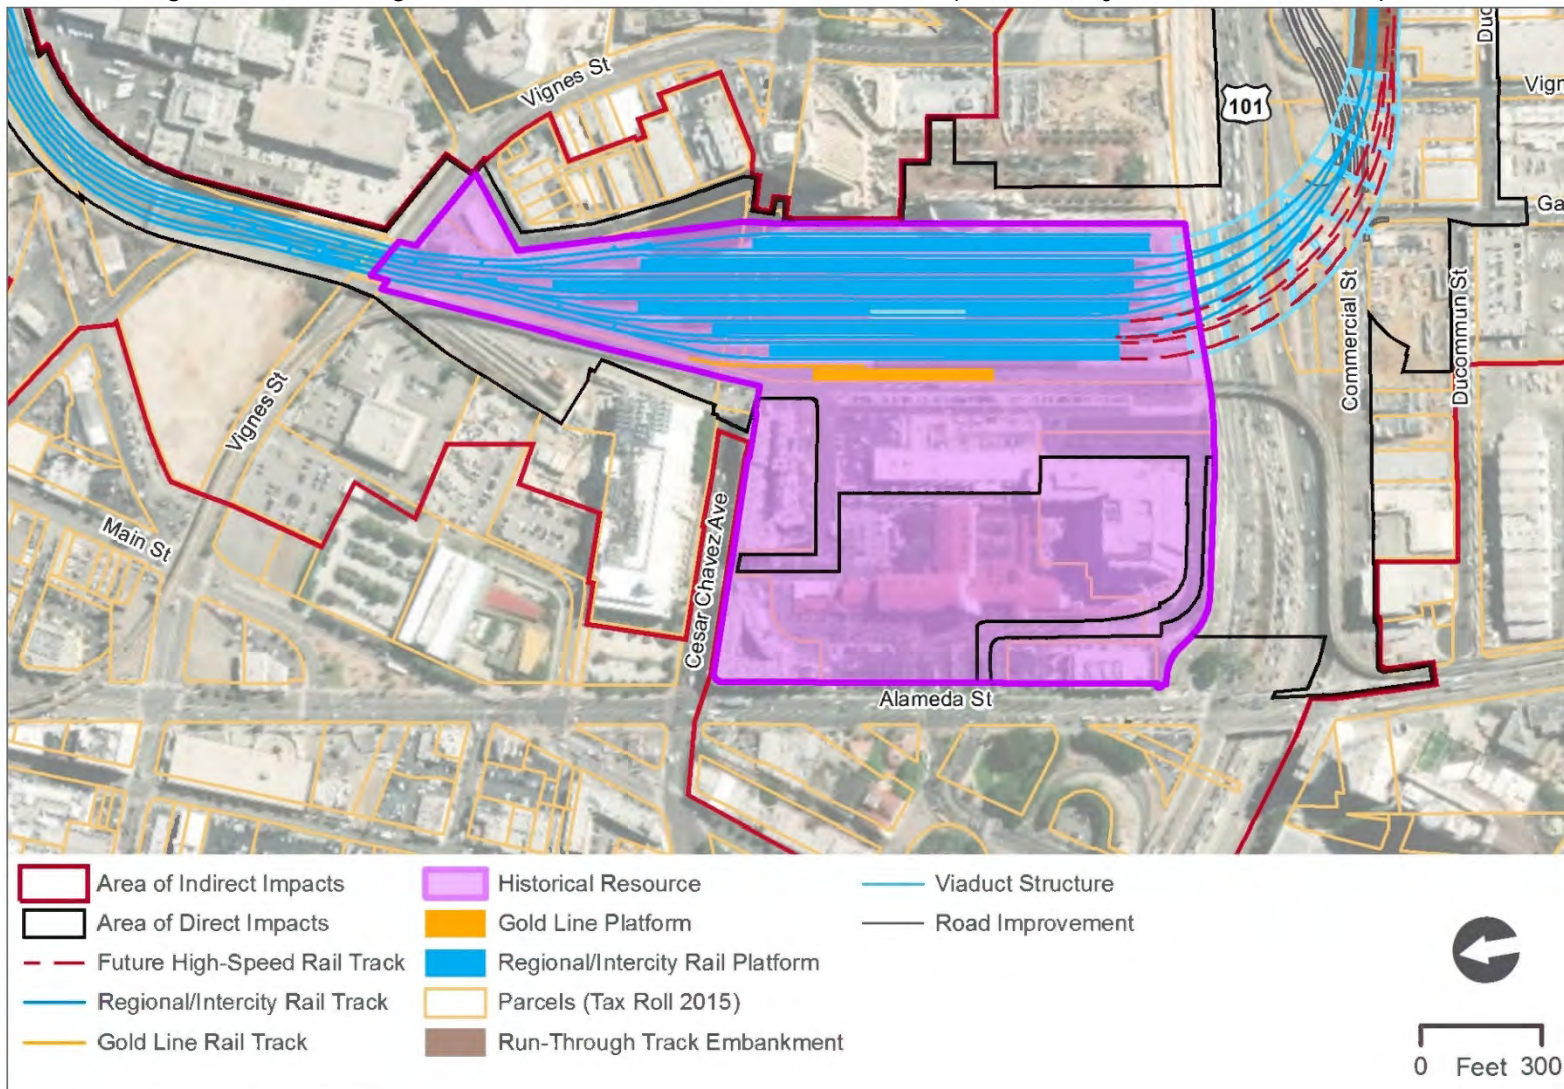 Vignes St
Duc
Vigr
101
Ga
Commercial St
Ducommun St
Vignes St
Main St
Cesar Chavez Ave
Alameda St
Area of Indirect Impacts
Area of Direct Impacts
Future High-Speed Rail Track
Regional/Intercity Rail Track
Gold Line Rail Track
Historical Resource
Gold Line Platform
Regional/Intercity Rail Platform
Parcels (Tax Roll 2015)
Run-Through Track Embankment
Viaduct Structure
Road Improvement
0 Feet 300